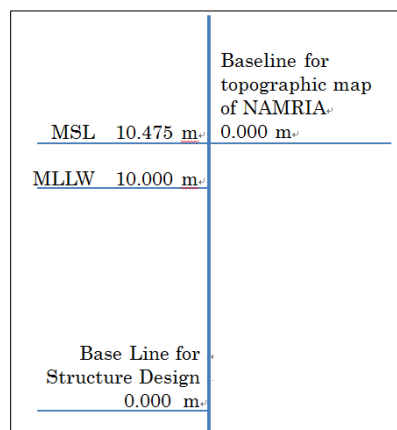 Baseline for
topographic map
of NAMRIA
0.000 m
MSL 10.475 m
MLLW 10.000 m
Base Line for
Structure Design
0.000 m